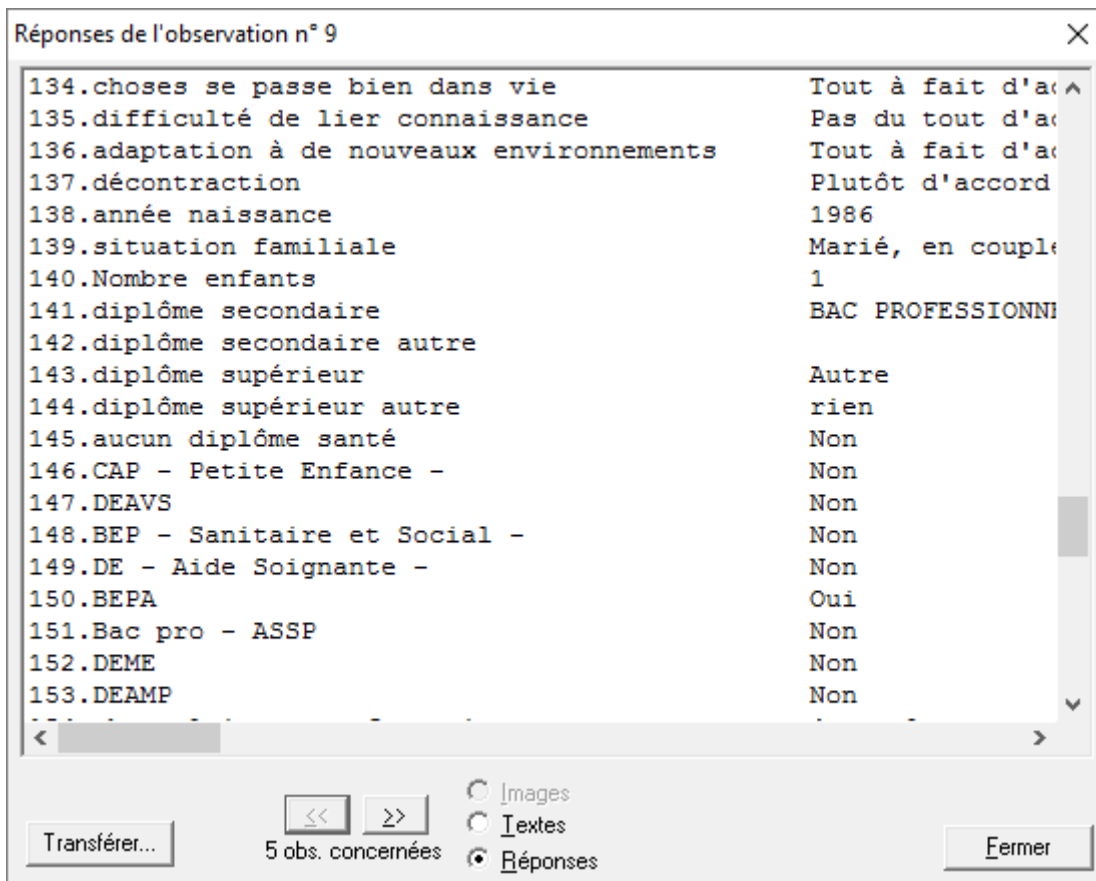 Réponses de l'observation n° 9
134.choses se passe bien dans vie Tout à fait d'a
135.difficulté de lier connaissance Pas du tout d'a
136.adaptation à de nouveaux environnements Tout à fait d'a
137.décontraction Plutôt d'accord
138.année naissance 1986
139.situation familiale Marié, en couple
140.Nombre enfants 1
141.diplôme secondaire BAC PROFESSIONN
142.diplôme secondaire autre
143.diplôme supérieur Autre
144.diplôme supérieur autre rien
145.aucun diplôme santé Non
146.CAP - Petite Enfance - Non
147.DEAVS Non
148.BEP - Sanitaire et Social - Non
149.DE - Aide Soignante - Non
150.BEPA Oui
151.Bac pro - ASSP Non
152.DEME Non
153.DEAMP Non
Images
<< >>
Textes
Transférer...
5 obs. concernées
Réponses
Fermer